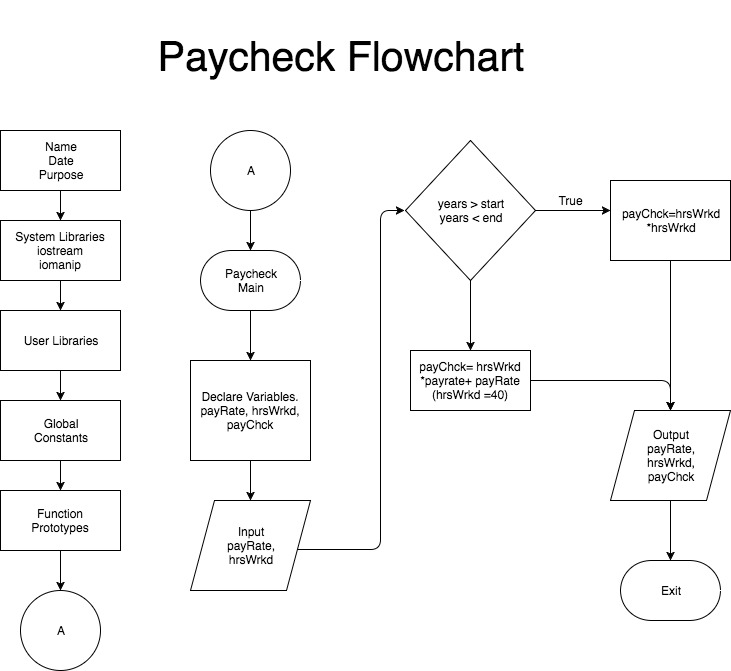 Paycheck Flowchart
Name
Date
Purpose
System Libraries
iostream
iomanip
User Libraries
Global
Constants
Function
Prototypes
A
A
Paycheck
Main
Declare Variables.
payRate, hrsWrkd,
payChck
Input
payRate,
hrsWrkd
years > start
years < end
True
payChck=hrsWrkd
*hrsWrkd
payChck= hrsWrkd
*payrate+ payRate
(hrsWrkd =40)
Output
payRate,
hrsWrkd,
payChck
Exit